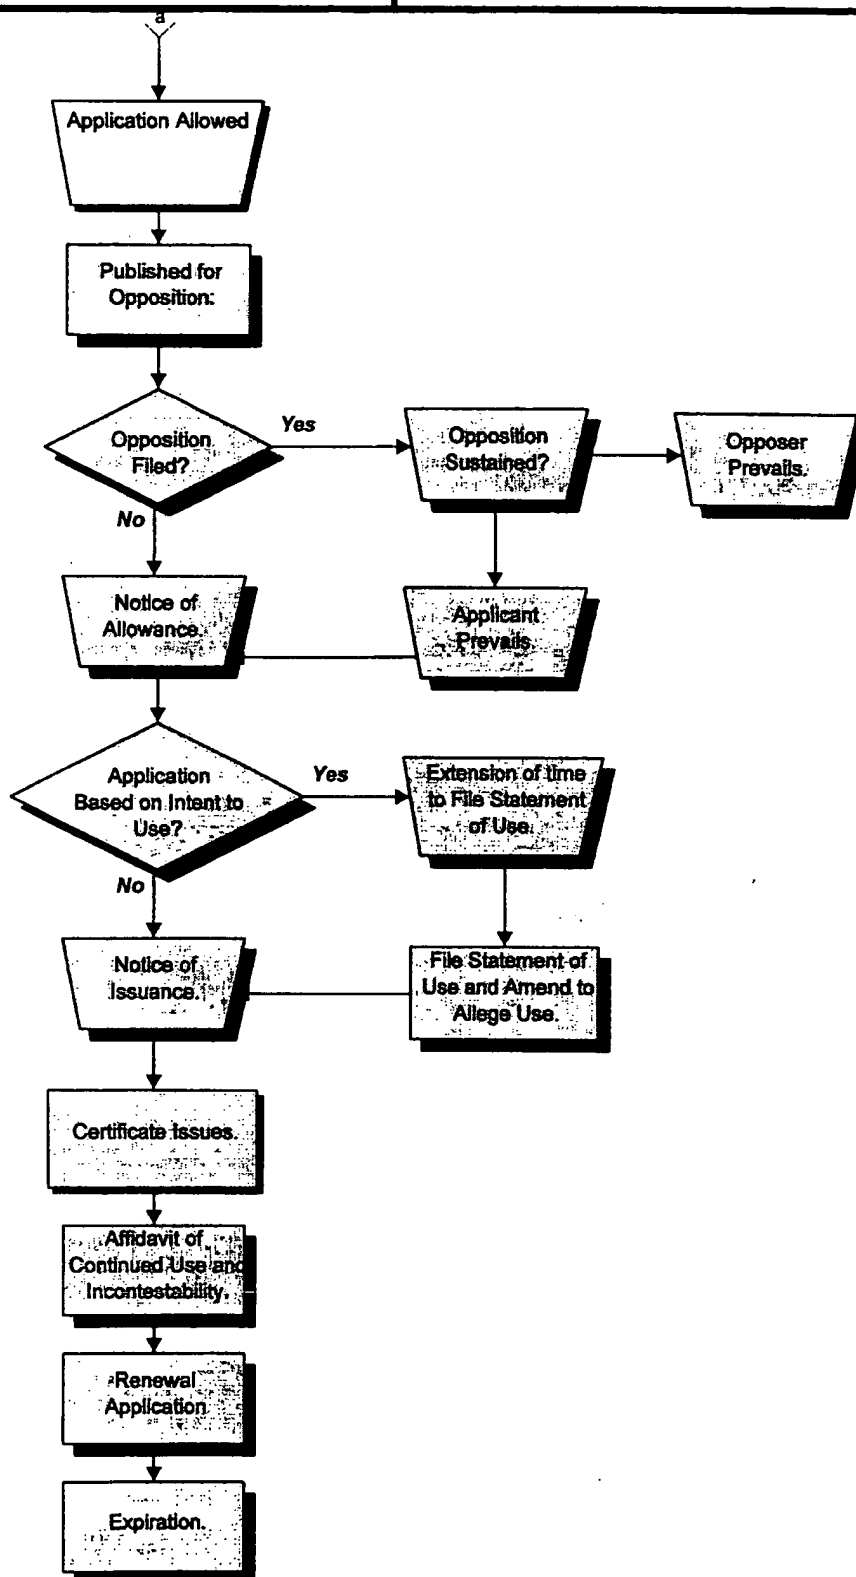 a
Application Allowed
Published for
Opposition:
Opposition
Filed?
Yes
Opposition
Sustained?
Opposer
Prevails.
No
Notice of
Allowance.
Applicant
Prevails
Application
Based on Intent to
Use?
Yes
Extension of time
to File Statement
of Use.
No
Notice of
Issuance.
File Statement of
Use and Amend to
Allege Use.
Certificate Issues.
Affidavit of
Continued Use and
Incontestability.
Renewal
Application
Expiration.